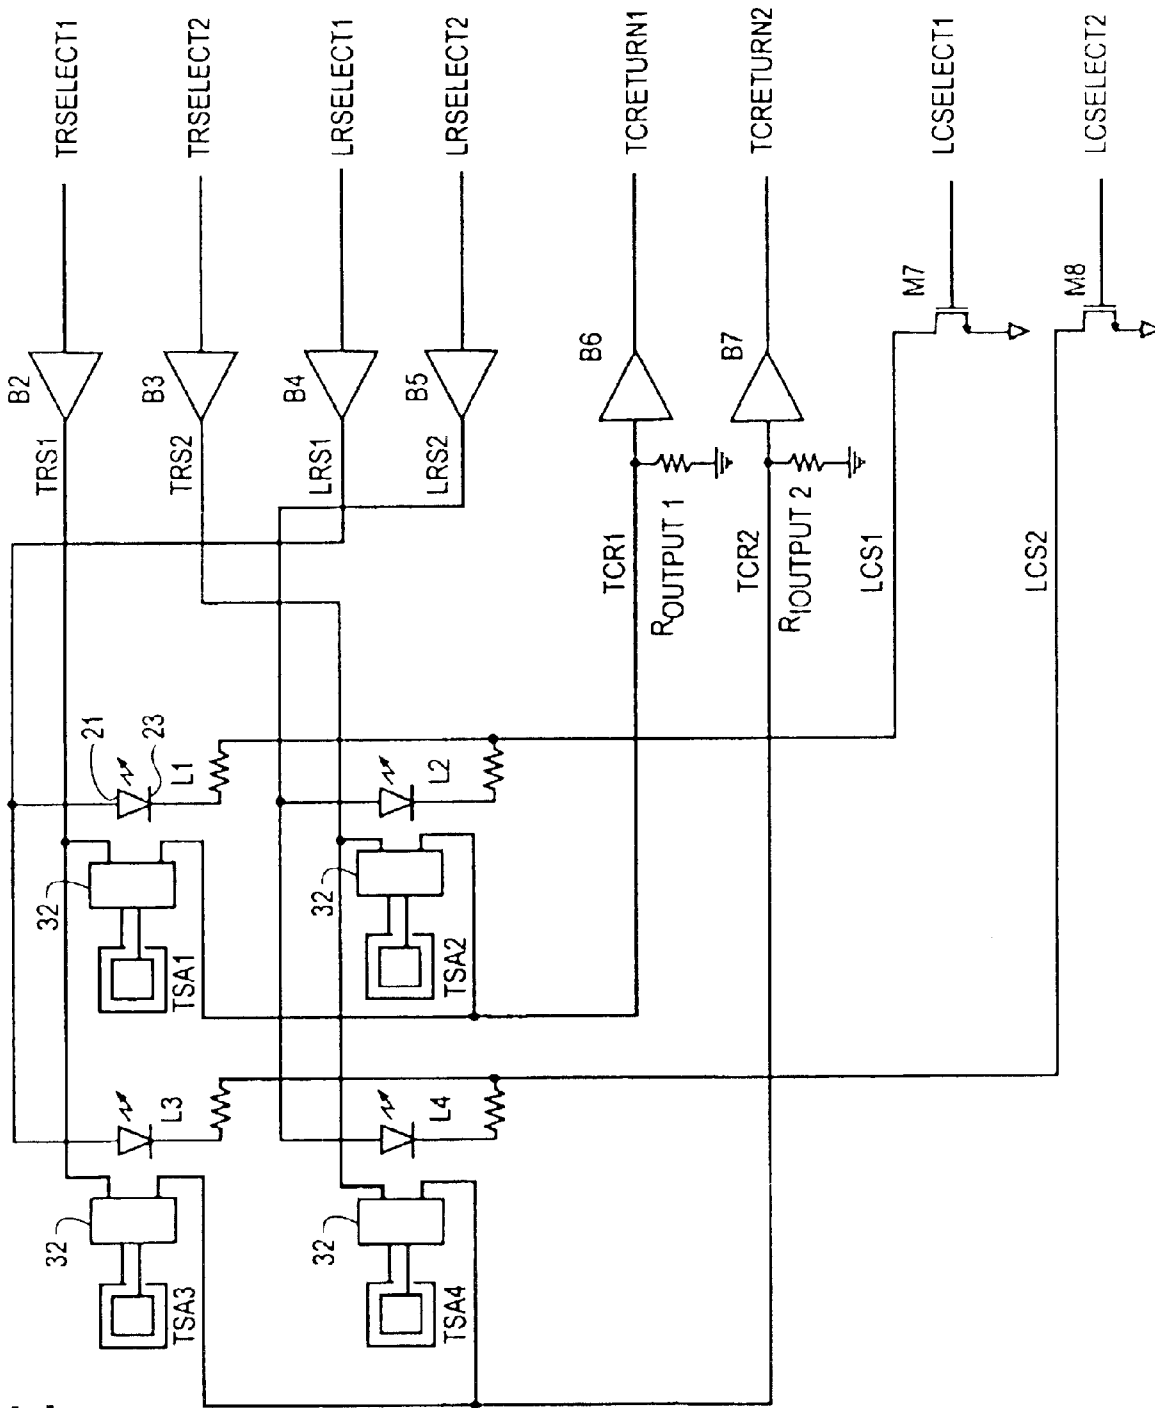 TRSELECT1
TRSELECT2
LRSELECT1
LRSELECT2
TCRETURN1
TCRETURN2
LCSELECT1
LCSELECT2
B2
B3
B4
B5
B6
B7
M7
M8
TRS1
TRS2
LRS1
LRS2
TCR1
ROUTPUT 1
TCR2
RIOUTPUT 2
LCS1
LCS2
21
23
L1
L2
32
32
TSA1
TSA2
L3
L4
32
32
TSA3
TSA4